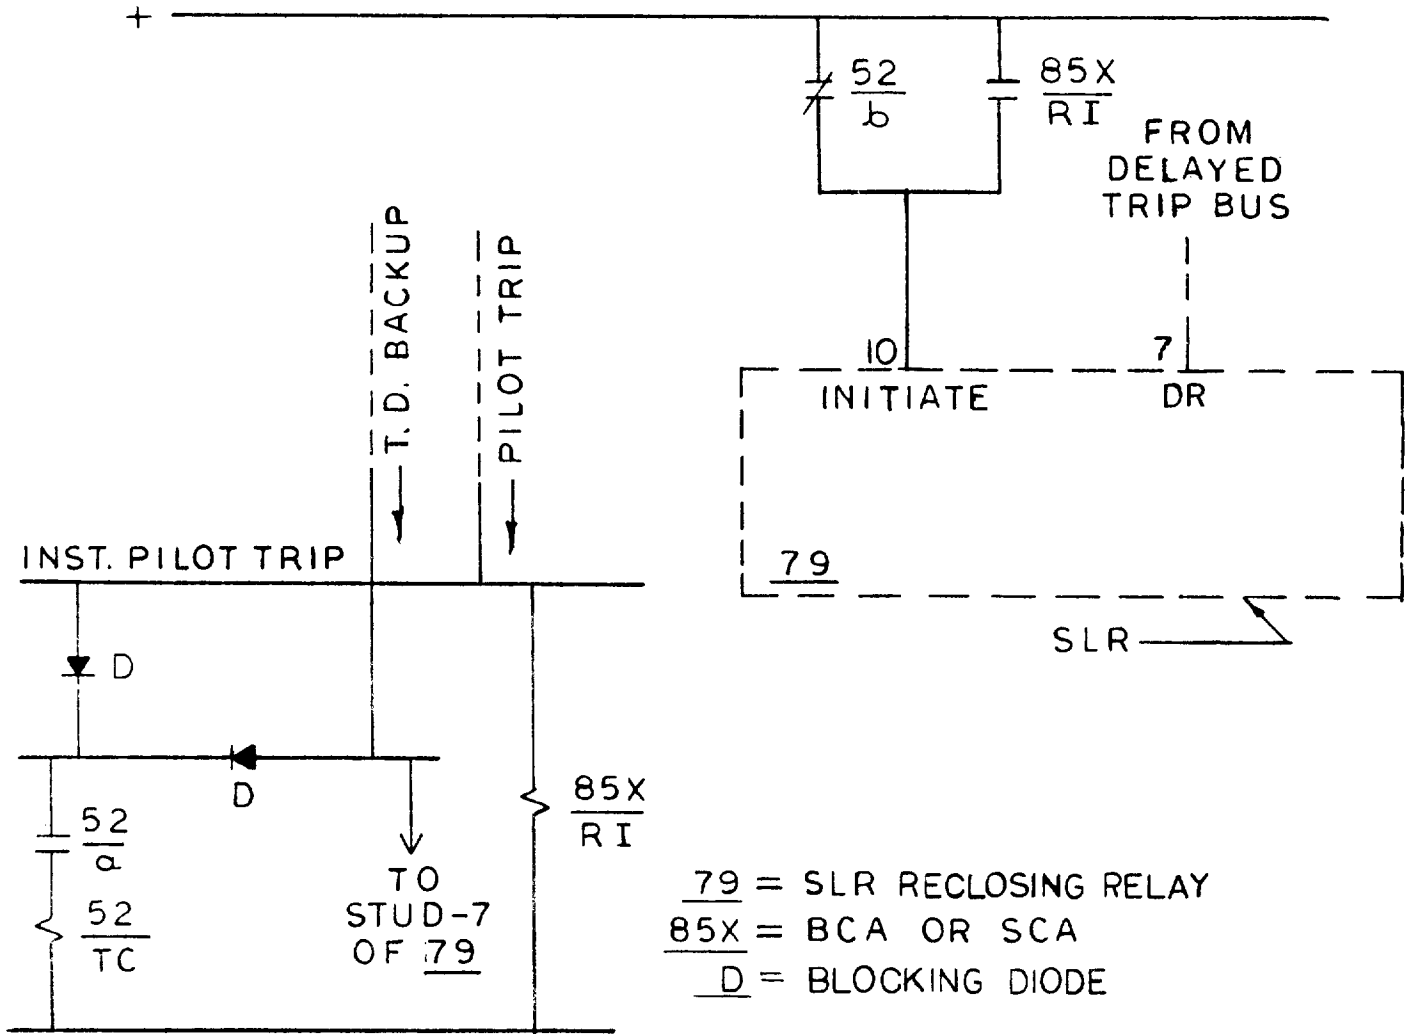 +
52
b
85X
RI
FROM
DELAYED
TRIP BUS
T. D. BACKUP
PILOT TRIP
10
7
INITIATE
DR
INST. PILOT TRIP
79
SLR
D
D
52
a
85X
RI
52
TC
TO
STUD-7
OF 79
79 = SLR RECLOSING RELAY
85X = BCA OR SCA
D = BLOCKING DIODE